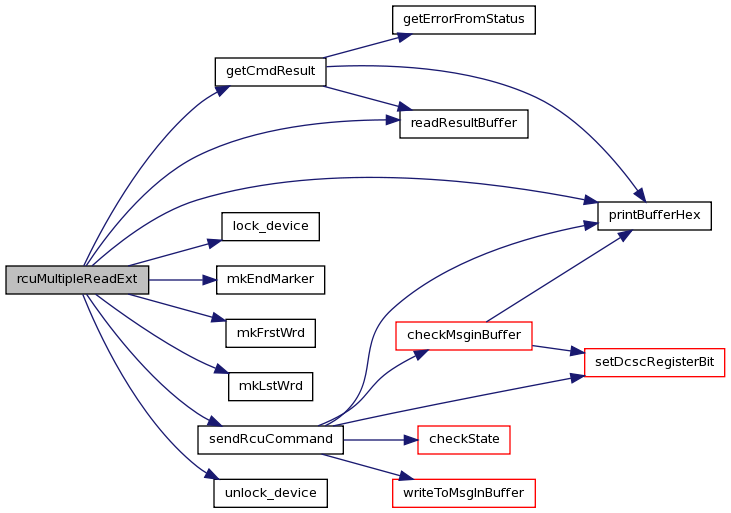 getErrorFromStatus
getCmdResult
readResultBuffer
printBufferHex
lock_device
rcuMultipleReadExt
mkEndMarker
mkFrstWrd
checkMsginBuffer
setDcscRegisterBit
mkLstWrd
sendRcuCommand
checkState
unlock_device
writeToMsgInBuffer